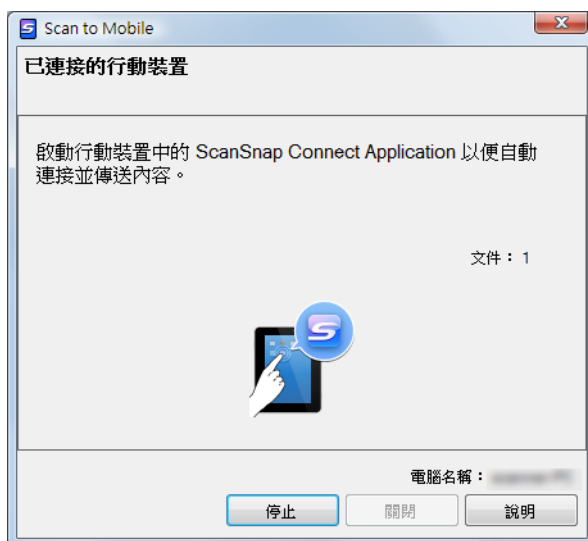 Scan to Mobile
已連接的行動裝置
啟動行動裝置中的 ScanSnap Connect Application 以便自動
連接並傳送內容。
文件： 1
電腦名稱：
停止
關閉
說明